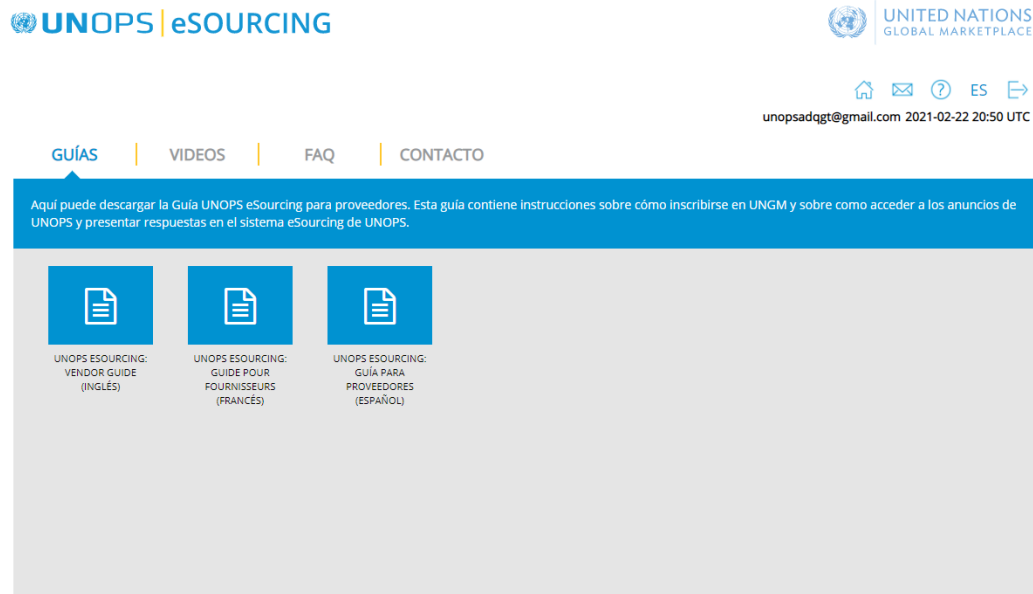 UNOPS eSOURCING
UNITED NATIONS
GLOBAL MARKETPLACE
ES
unopsadqgt@gmail.com 2021-02-22 20:50 UTC
GUÍAS VIDEOS FAQ CONTACTO
Aquí puede descargar la Guía UNOPS eSourcing para proveedores. Esta guía contiene instrucciones sobre cómo inscribirse en UNGM y sobre como acceder a los anuncios de
UNOPS y presentar respuestas en el sistema eSourcing de UNOPS.
UNOPS ESOURCING:
VENDOR GUIDE
(INGLÉS)
UNOPS ESOURCING:
GUIDE POUR
FOURNISSEURS
(FRANCÉS)
UNOPS ESOURCING:
GUÍA PARA
PROVEEDORES
(ESPAÑOL)